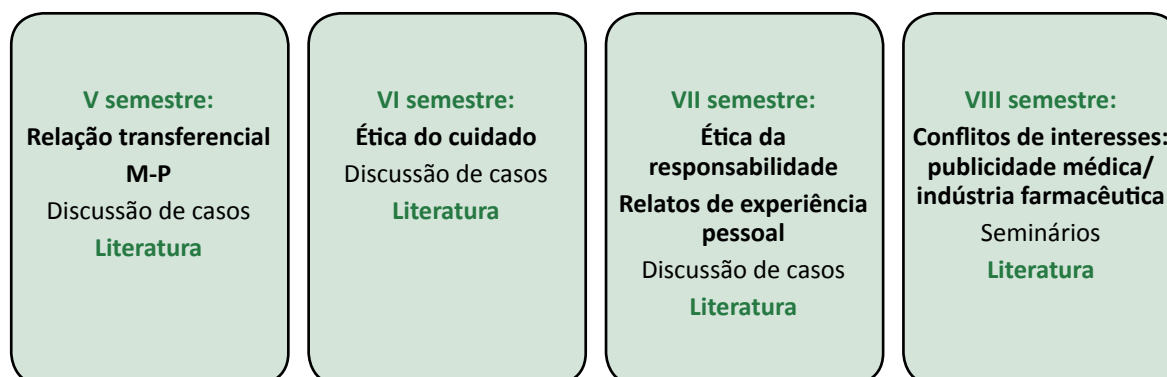 V semestre:
Relação transferencial
M-P
Discussão de casos
Literatura
VI semestre:
Ética do cuidado
Discussão de casos
Literatura
VII semestre:
Ética da
responsabilidade
Relatos de experiência
pessoal
Discussão de casos
Literatura
VIII semestre:
Conflitos de interesses:
publicidade médica/
indústria farmacêutica
Seminários
Literatura